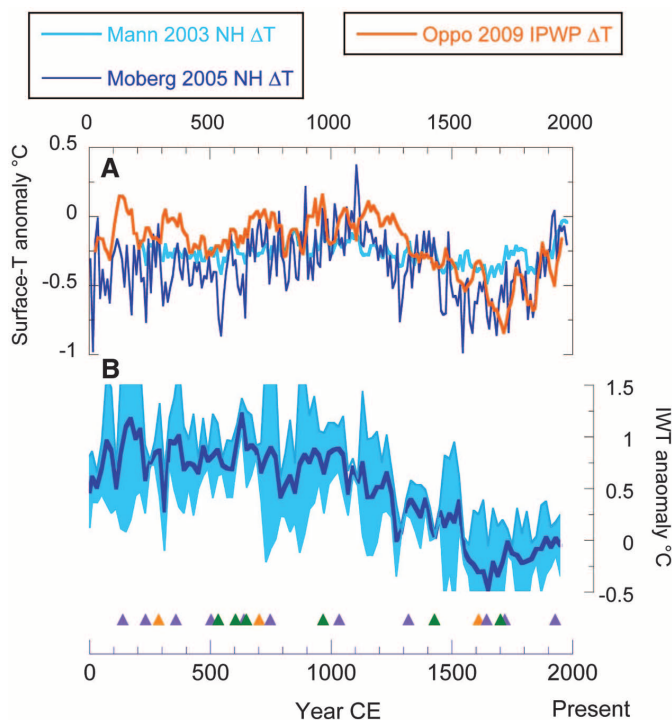 Mann 2003 NH ΔT
Moberg 2005 NH ΔT
Oppo 2009 IPWP ΔT
0 500 1000 1500 2000
A
Surface-T anomaly °C
0.5
0
-0.5
-1
B
IWT anaomaly °C
1.5
1
0.5
0
-0.5
0 500 1000 1500 2000
Year CE Present